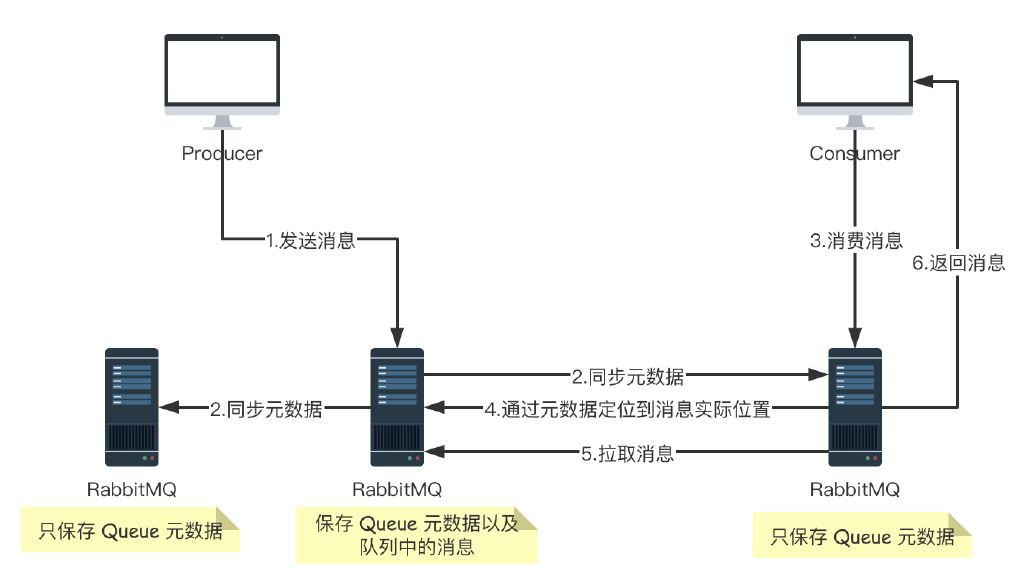 Producer
Consumer
1.发送消息
3.消费消息
6.返回消息
2.同步元数据
2.同步元数据
4.通过元数据定位到消息实际位置
5.拉取消息
RabbitMQ
RabbitMQ
RabbitMQ
只保存 Queue 元数据
保存 Queue 元数据以及
队列中的消息
只保存 Queue 元数据